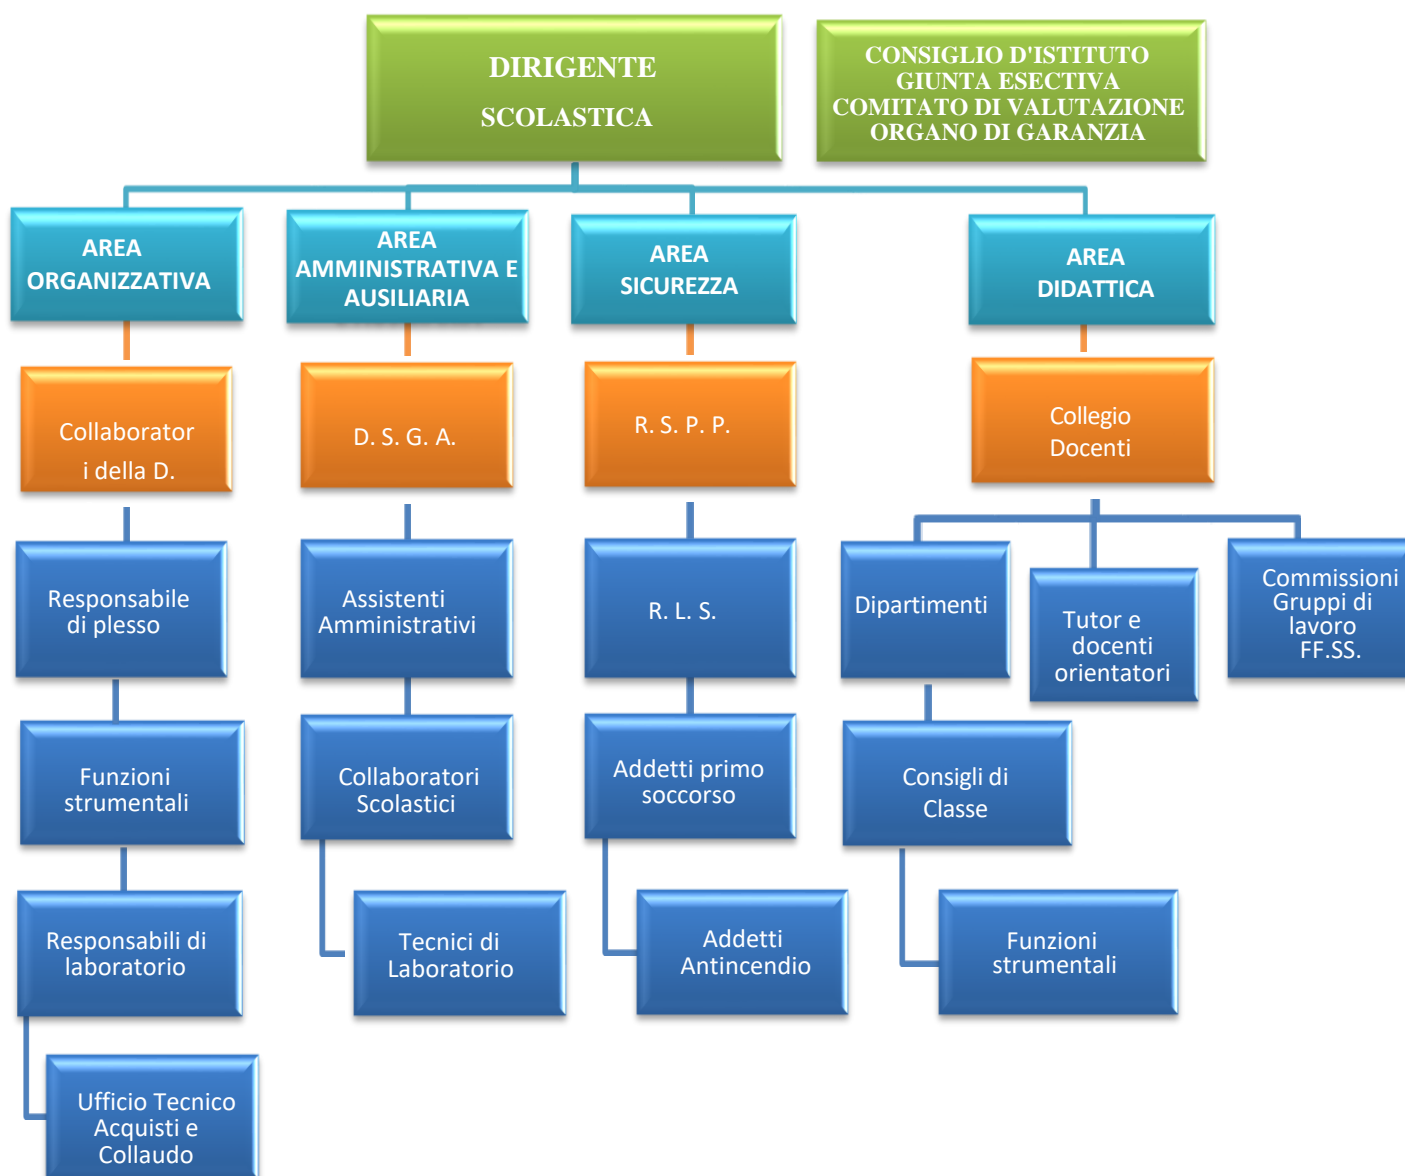 DIRIGENTE
SCOLASTICA
CONSIGLIO D'ISTITUTO
GIUNTA ESECTIVA
COMITATO DI VALUTAZIONE
ORGANO DI GARANZIA
AREA
ORGANIZZATIVA
AREA
AMMINISTRATIVA E
AUSILIARIA
AREA
SICUREZZA
AREA
DIDATTICA
Collaborator
i della D.
D. S. G. A.
R. S. P. P.
Collegio
Docenti
Responsabile
di plesso
Assistenti
Amministrativi
R. L. S.
Dipartimenti
Tutor e
docenti
orientatori
Commissioni
Gruppi di
lavoro
FF.SS.
Funzioni
strumentali
Collaboratori
Scolastici
Addetti primo
soccorso
Consigli di
Classe
Responsabili di
laboratorio
Tecnici di
Laboratorio
Addetti
Antincendio
Funzioni
strumentali
Ufficio Tecnico
Acquisti e
Collaudo